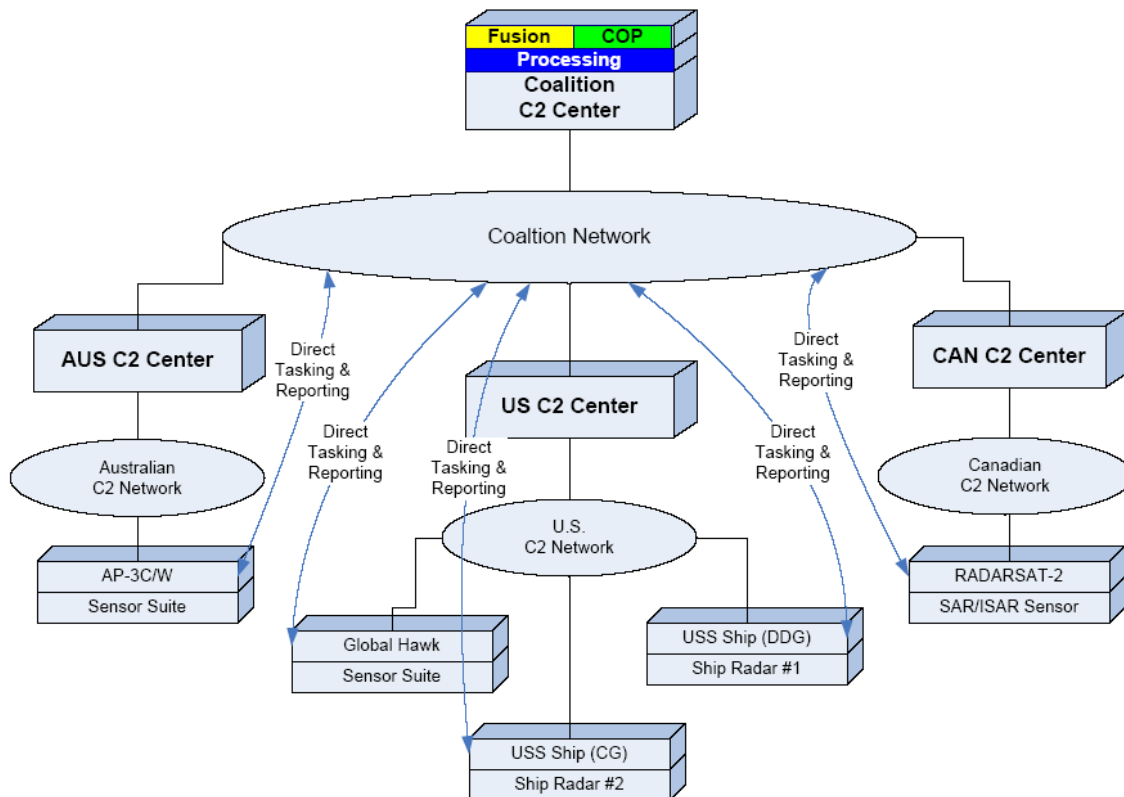 Fusion COP
Processing
Coalition
C2 Center
Coaltion Network
AUS C2 Center
Direct
Tasking &
Reporting
US C2 Center
Direct
Tasking &
Reporting
CAN C2 Center
Australian
C2 Network
Direct
Tasking &
Reporting
Direct
Tasking &
Reporting
Direct
Tasking &
Reporting
Canadian
C2 Network
U.S.
C2 Network
AP-3C/W
Sensor Suite
RADARSAT-2
SAR/ISAR Sensor
Global Hawk
Sensor Suite
USS Ship (DDG)
Ship Radar #1
USS Ship (CG)
Ship Radar #2